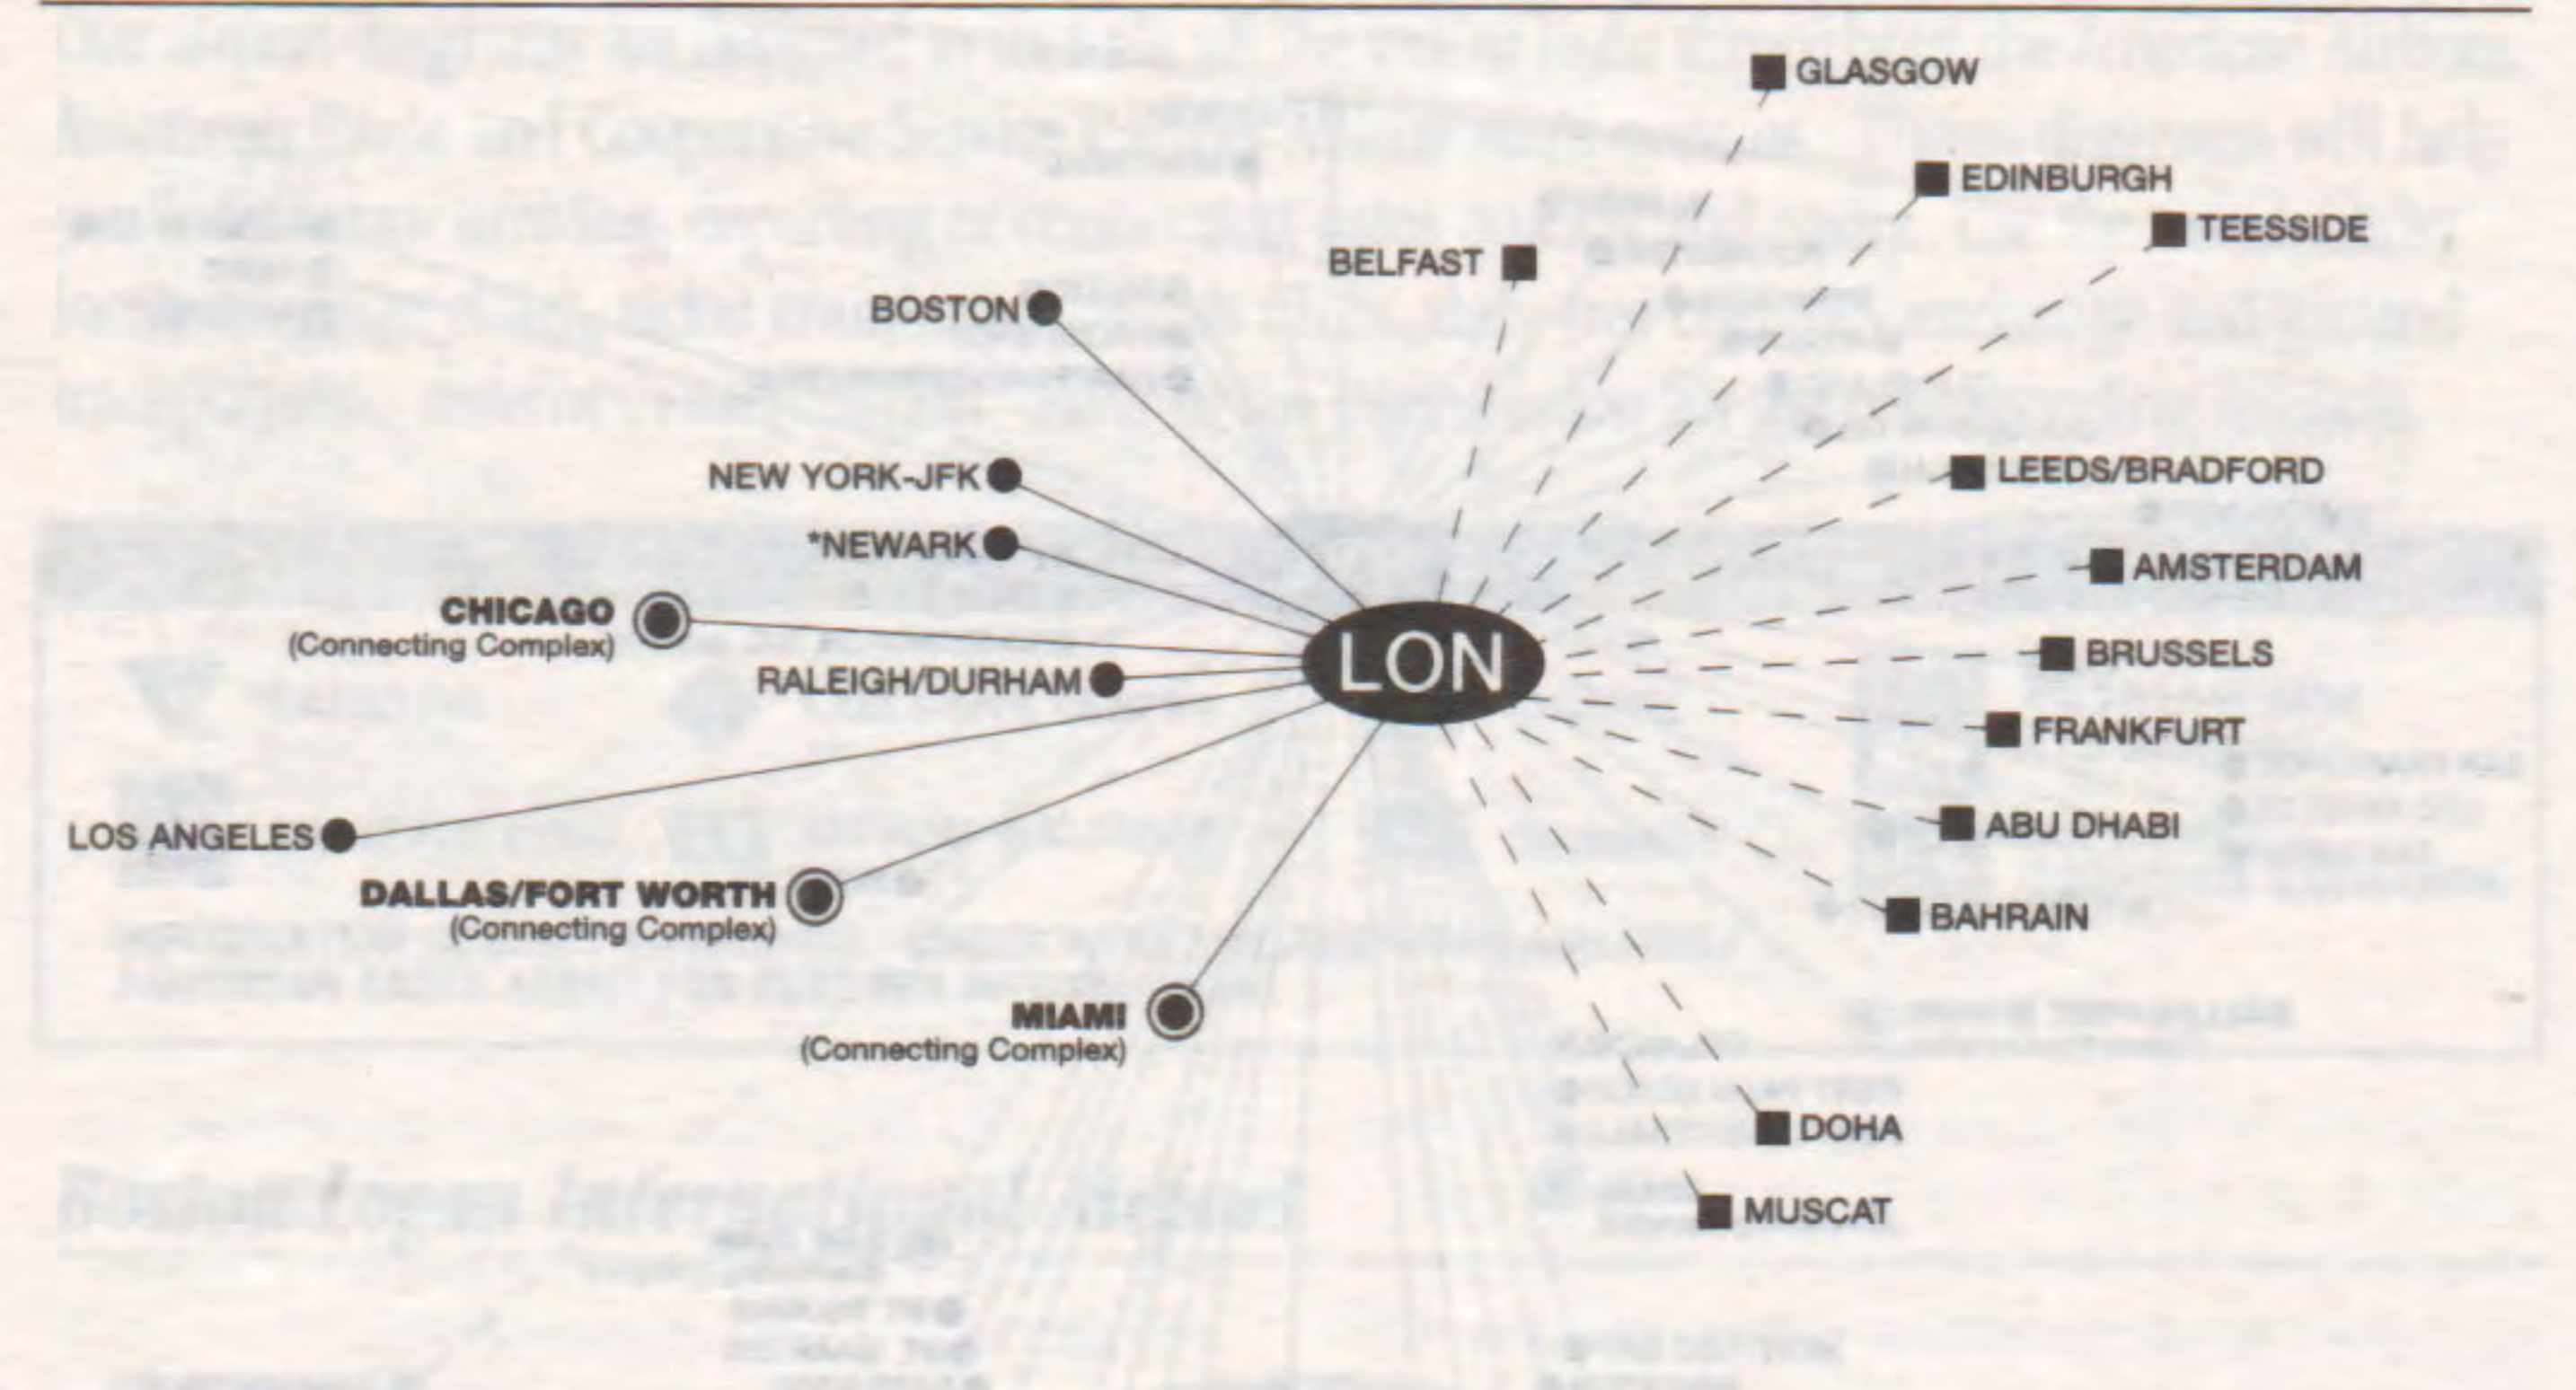 GLASGOW
EDINBURGH
TEESSIDE
BELFAST
BOSTON
LEEDS/BRADFORD
NEW YORK-JFK
*NEWARK
AMSTERDAM
CHICAGO
(Connecting Complex)
LON
BRUSSELS
RALEIGH/DURHAM
FRANKFURT
ABU DHABI
LOS ANGELES
DALLAS/FORT WORTH
(Connecting Complex)
BAHRAIN
MIAMI
(Connecting Complex)
DOHA
MUSCAT